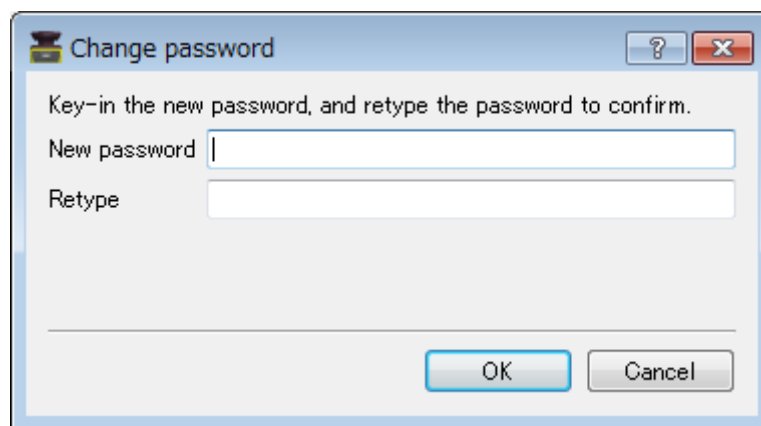 Change password
?
Key-in the new password, and retype the password to confirm.
New password
Retype
OK
Cancel